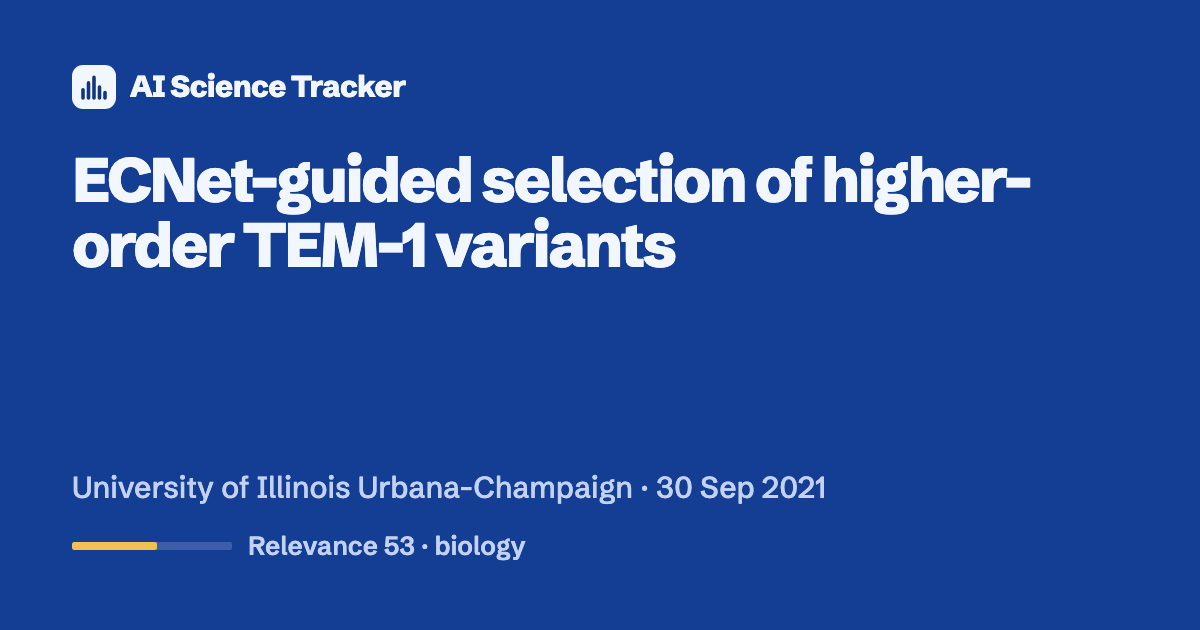 AI Science Tracker
ECNet-guided selection of higher-
order TEM-1 variants
University of Illinois Urbana-Champaign · 30 Sep 2021
Relevance 53 · biology